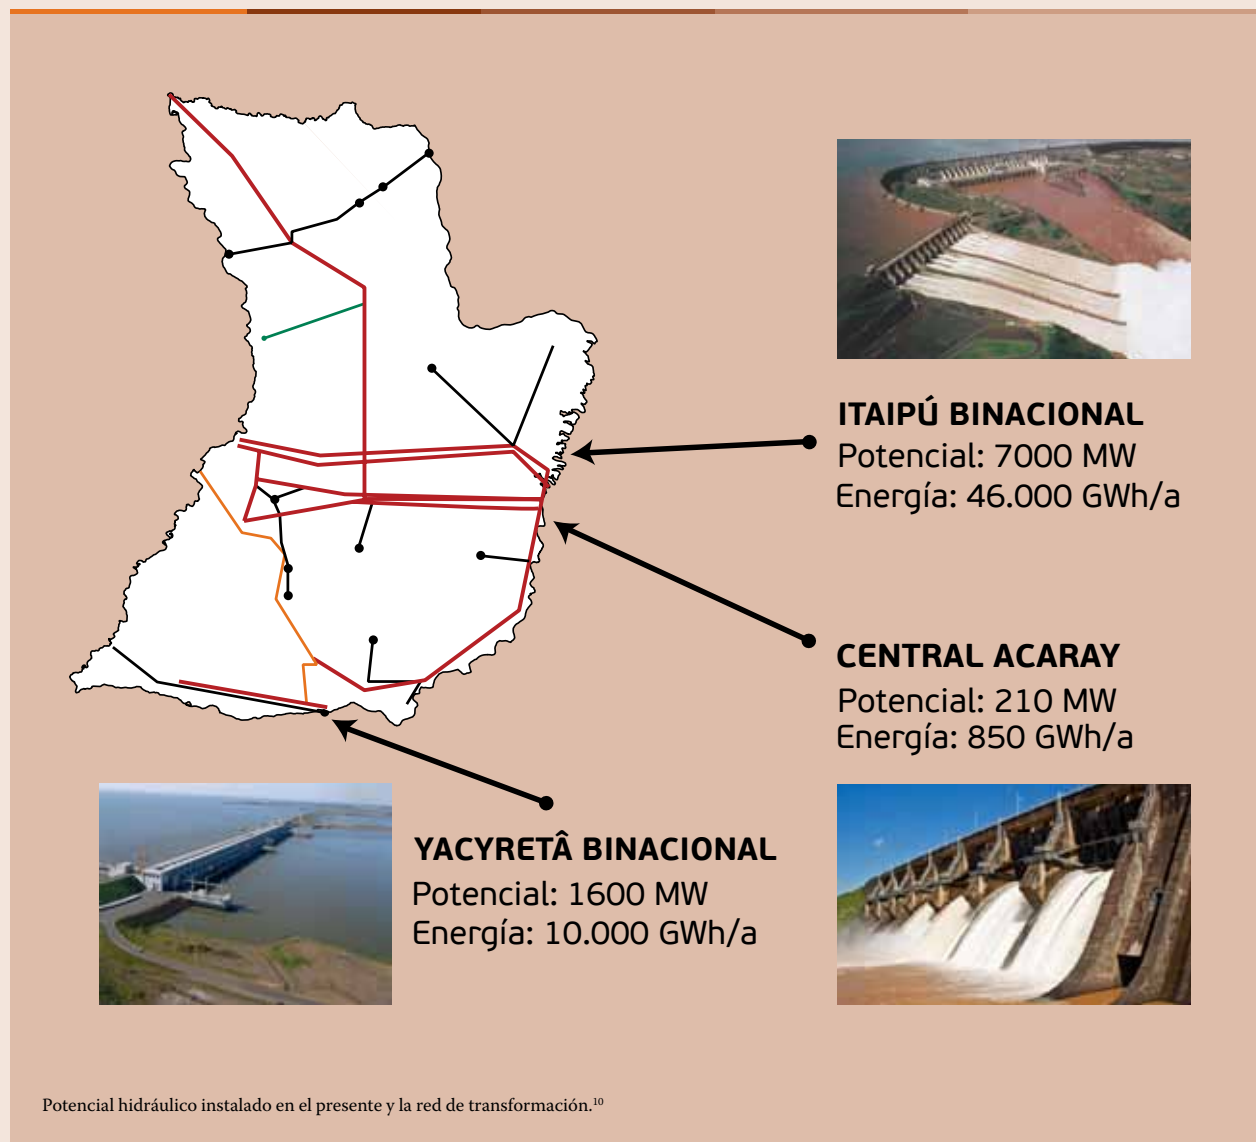 ITAIPÚ BINACIONAL
Potencial: 7000 MW
Energía: 46.000 GWh/a
CENTRAL ACARAY
Potencial: 210 MW
Energía: 850 GWh/a
YACYRETÂ BINACIONAL
Potencial: 1600 MW
Energía: 10.000 GWh/a
Potencial hidráulico instalado en el presente y la red de transformación.¹⁰